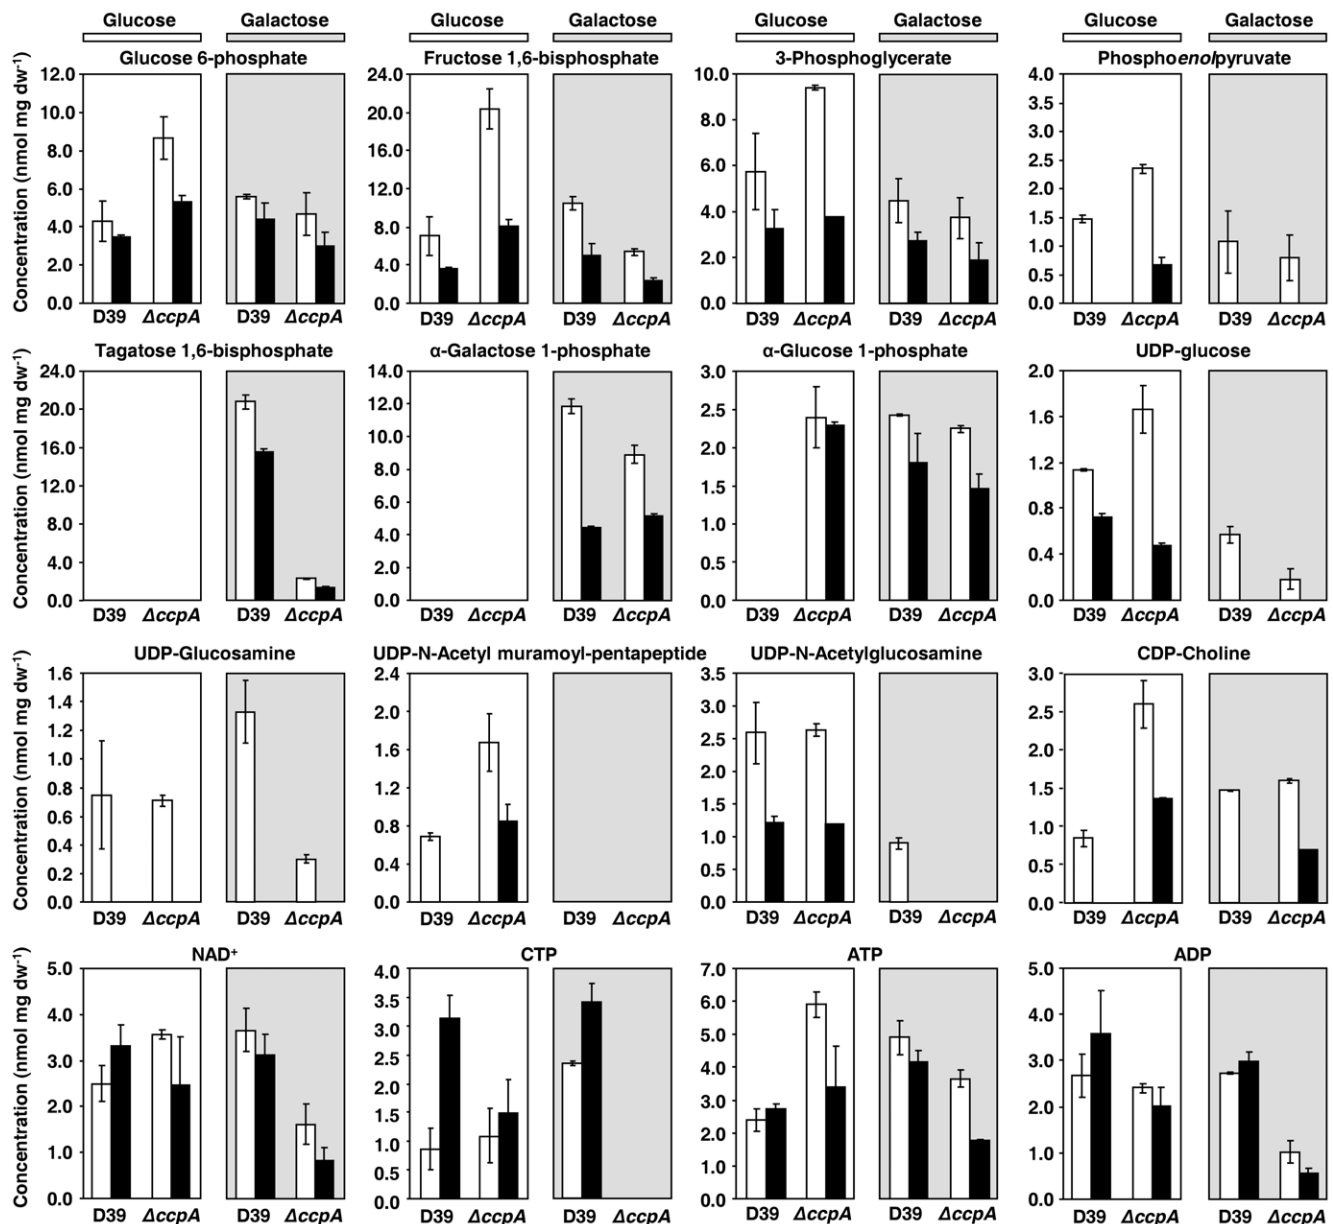 Glucose Galactose Glucose Galactose Glucose Galactose Glucose Galactose
Glucose 6-phosphate Fructose 1,6-bisphosphate 3-Phosphoglycerate Phosphoenolpyruvate
Concentration (nmol mg dw⁻¹)
12.0 24.0 10.0 4.0
3.5
10.0 20.0 8.0 3.0
8.0 16.0 2.5
6.0 12.0 6.0 2.0
4.0 8.0 4.0 1.5
1.0
2.0 4.0 2.0 0.5
0.0 0.0 0.0 0.0
D39 ΔccpA D39 ΔccpA D39 ΔccpA D39 ΔccpA D39 ΔccpA D39 ΔccpA D39 ΔccpA D39 ΔccpA
Tagatose 1,6-bisphosphate α-Galactose 1-phosphate α-Glucose 1-phosphate UDP-glucose
Concentration (nmol mg dw⁻¹)
24.0 14.0 3.0 2.0
20.0 12.0 2.5 1.6
16.0 10.0 2.0
12.0 8.0 1.5 1.2
8.0 6.0 1.0 0.8
4.0 4.0 0.5 0.4
2.0
0.0 0.0 0.0 0.0
D39 ΔccpA D39 ΔccpA D39 ΔccpA D39 ΔccpA D39 ΔccpA D39 ΔccpA D39 ΔccpA D39 ΔccpA
UDP-Glucosamine UDP-N-Acetyl muramoyl-pentapeptide UDP-N-Acetylglucosamine CDP-Choline
Concentration (nmol mg dw⁻¹)
1.6 2.4 3.5 3.0
1.4 2.0 3.0 2.5
1.2 1.6 2.5 2.0
1.0 2.0
0.8 1.2 1.5 1.5
0.6 0.8 1.0 1.0
0.4 0.4 0.5 0.5
0.2
0.0 0.0 0.0 0.0
D39 ΔccpA D39 ΔccpA D39 ΔccpA D39 ΔccpA D39 ΔccpA D39 ΔccpA D39 ΔccpA D39 ΔccpA
NAD⁺ CTP ATP ADP
Concentration (nmol mg dw⁻¹)
5.0 4.0 7.0 5.0
4.0 3.5 6.0 4.0
3.0 3.0 5.0 3.0
2.5 4.0
2.0 2.0 3.0 2.0
1.5 2.0
1.0 1.0 1.0 1.0
0.5
0.0 0.0 0.0 0.0
D39 ΔccpA D39 ΔccpA D39 ΔccpA D39 ΔccpA D39 ΔccpA D39 ΔccpA D39 ΔccpA D39 ΔccpA